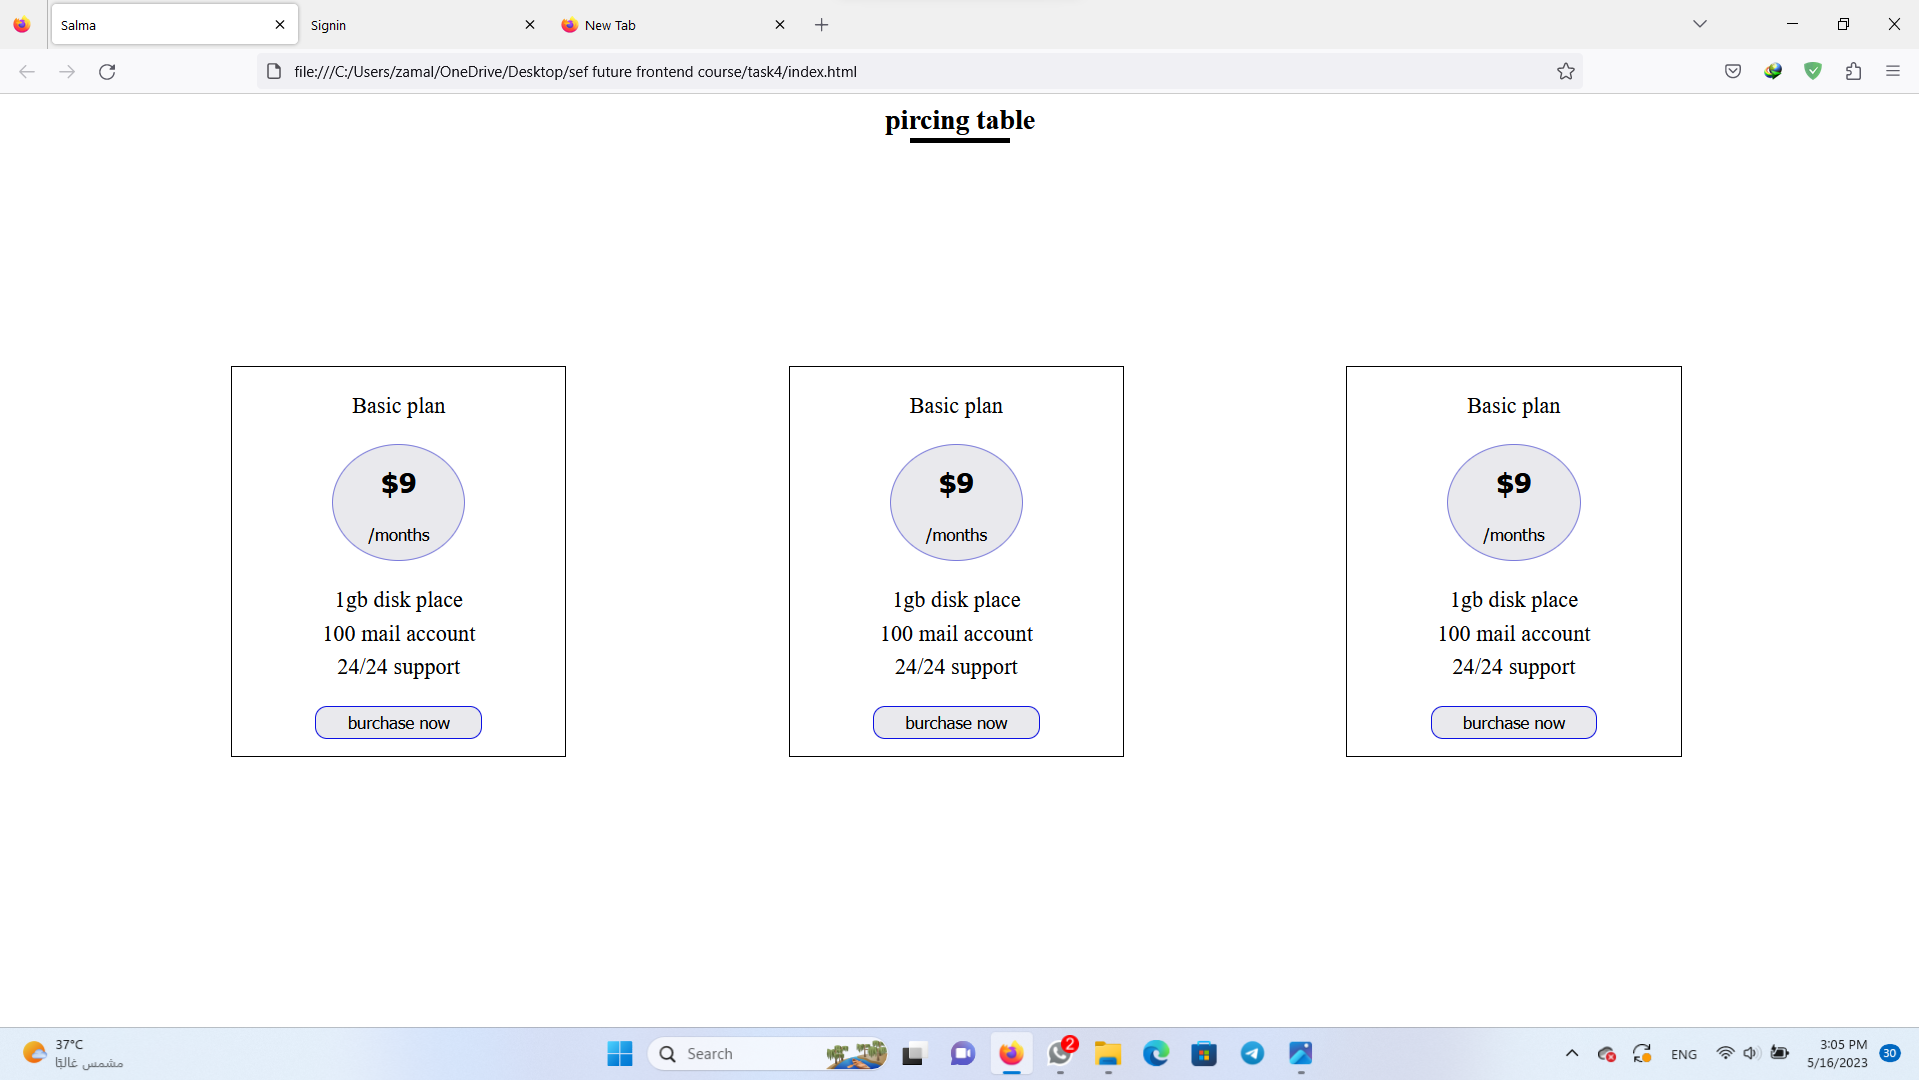 Salma
Signin
New Tab
file:///C:/Users/zamal/OneDrive/Desktop/sef future frontend course/task4/index.html
pircing table
Basic plan
$9
/months
1gb disk place
100 mail account
24/24 support
burchase now
Basic plan
$9
/months
1gb disk place
100 mail account
24/24 support
burchase now
Basic plan
$9
/months
1gb disk place
100 mail account
24/24 support
burchase now
37°C
مشمس غالبًا
Search
2
ENG
3:05 PM
5/16/2023
30